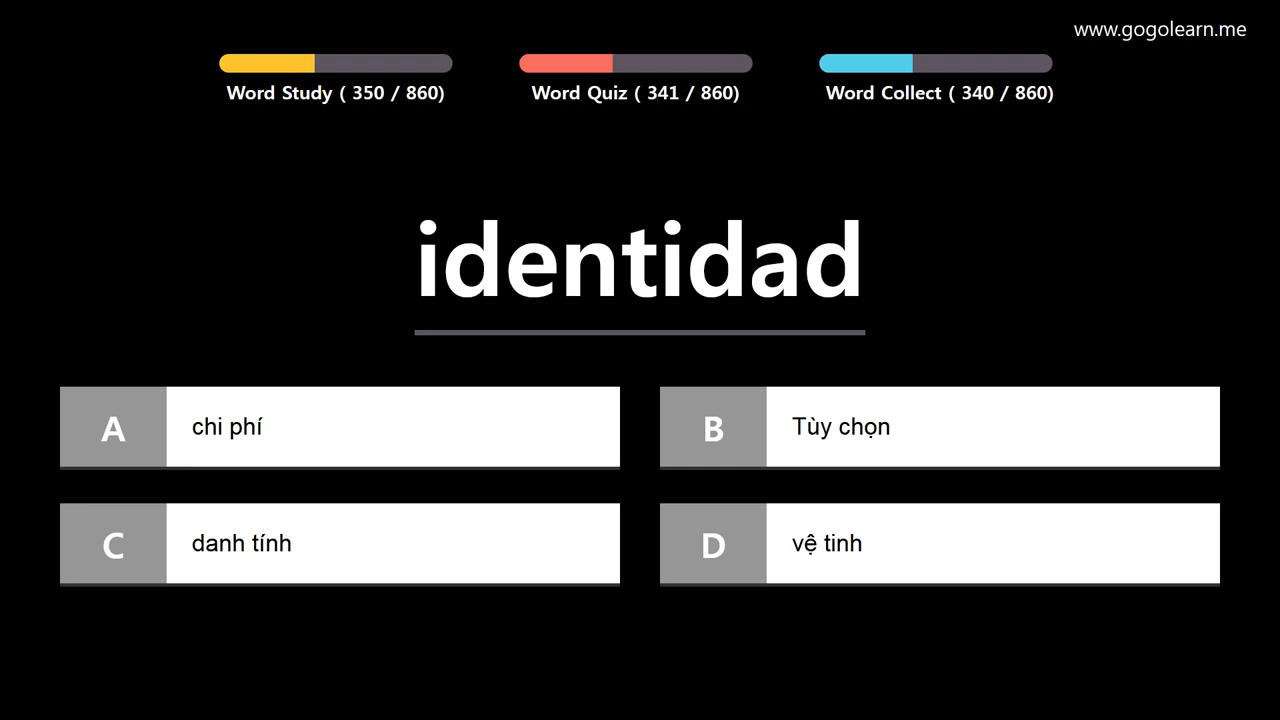 www.gogolearn.me
Word Study ( 350 / 860)
Word Quiz ( 341 / 860)
Word Collect ( 340 / 860)
identidad
A chi phí
B Tùy chọn
C danh tính
D vệ tinh